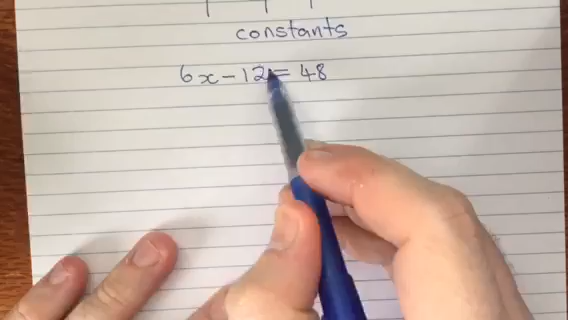 constants
6x - 12 = 48